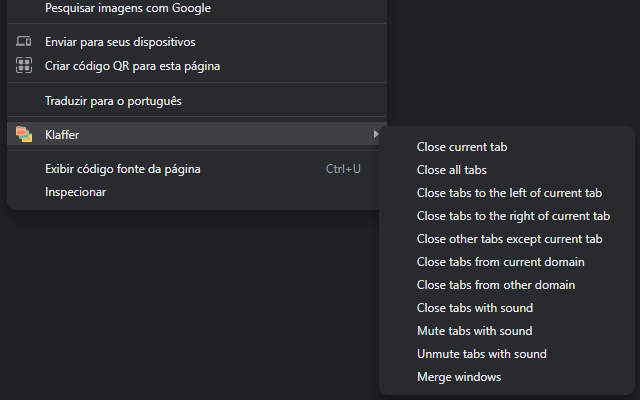 Pesquisar imagens com Google
Enviar para seus dispositivos
Criar código QR para esta página
Traduzir para o português
Klaffer
Exibir código fonte da página Ctrl+U
Inspecionar
Close current tab
Close all tabs
Close tabs to the left of current tab
Close tabs to the right of current tab
Close other tabs except current tab
Close tabs from current domain
Close tabs from other domain
Close tabs with sound
Mute tabs with sound
Unmute tabs with sound
Merge windows